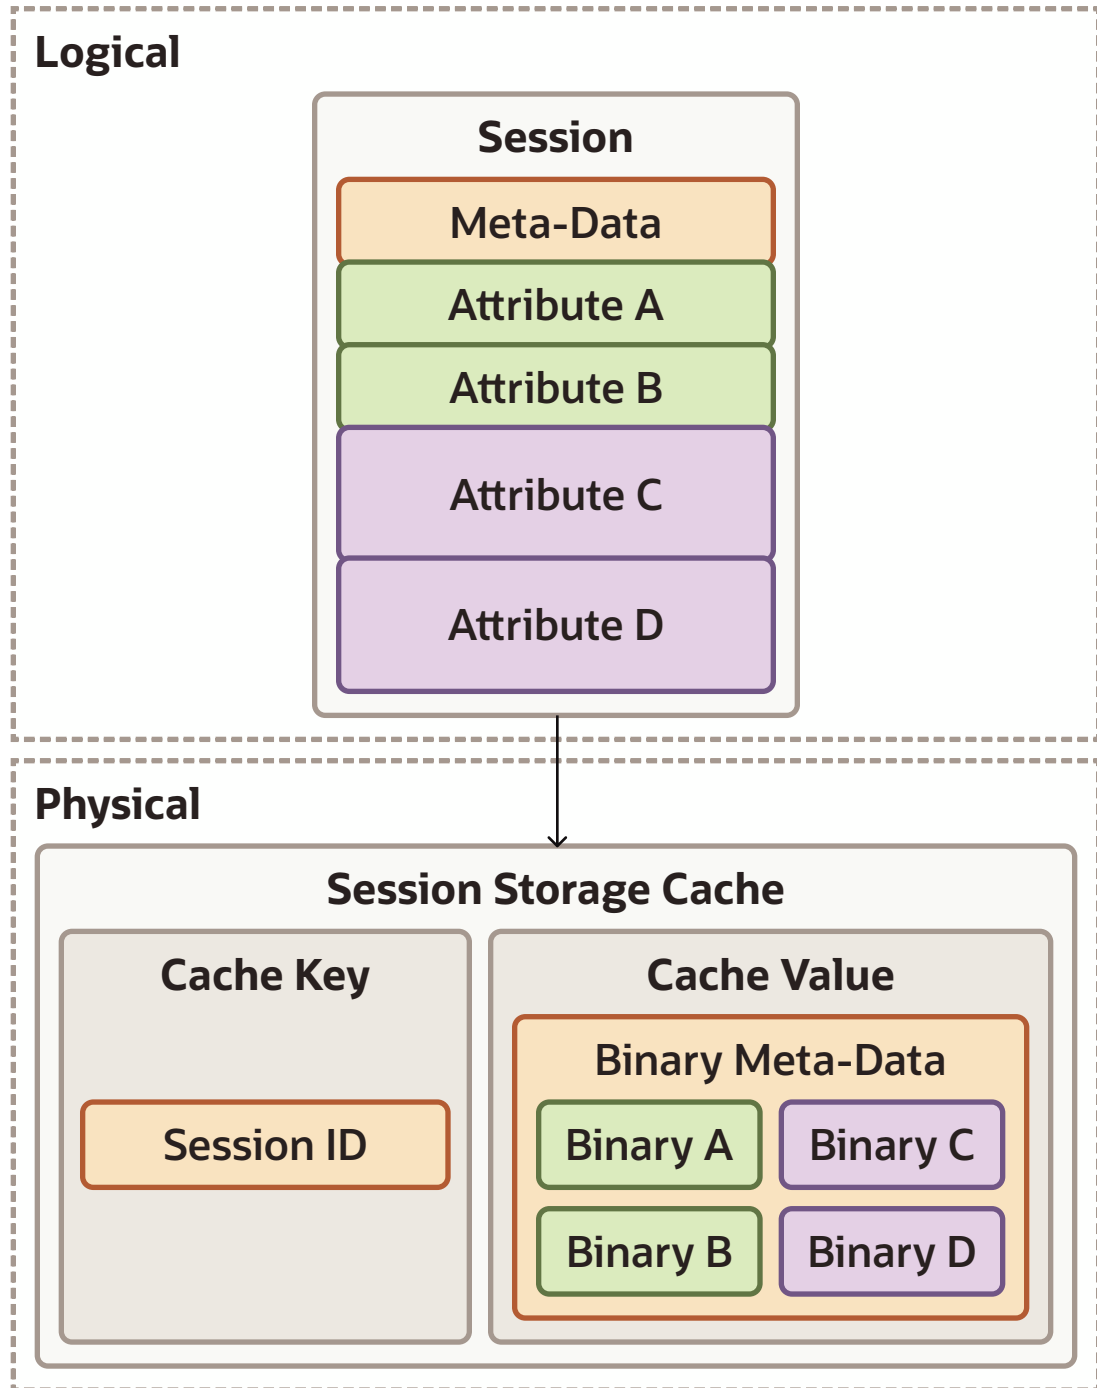 Logical
Session
Meta-Data
Attribute A
Attribute B
Attribute C
Attribute D
Physical
Session Storage Cache
Cache Key
Session ID
Cache Value
Binary Meta-Data
Binary A
Binary C
Binary B
Binary D